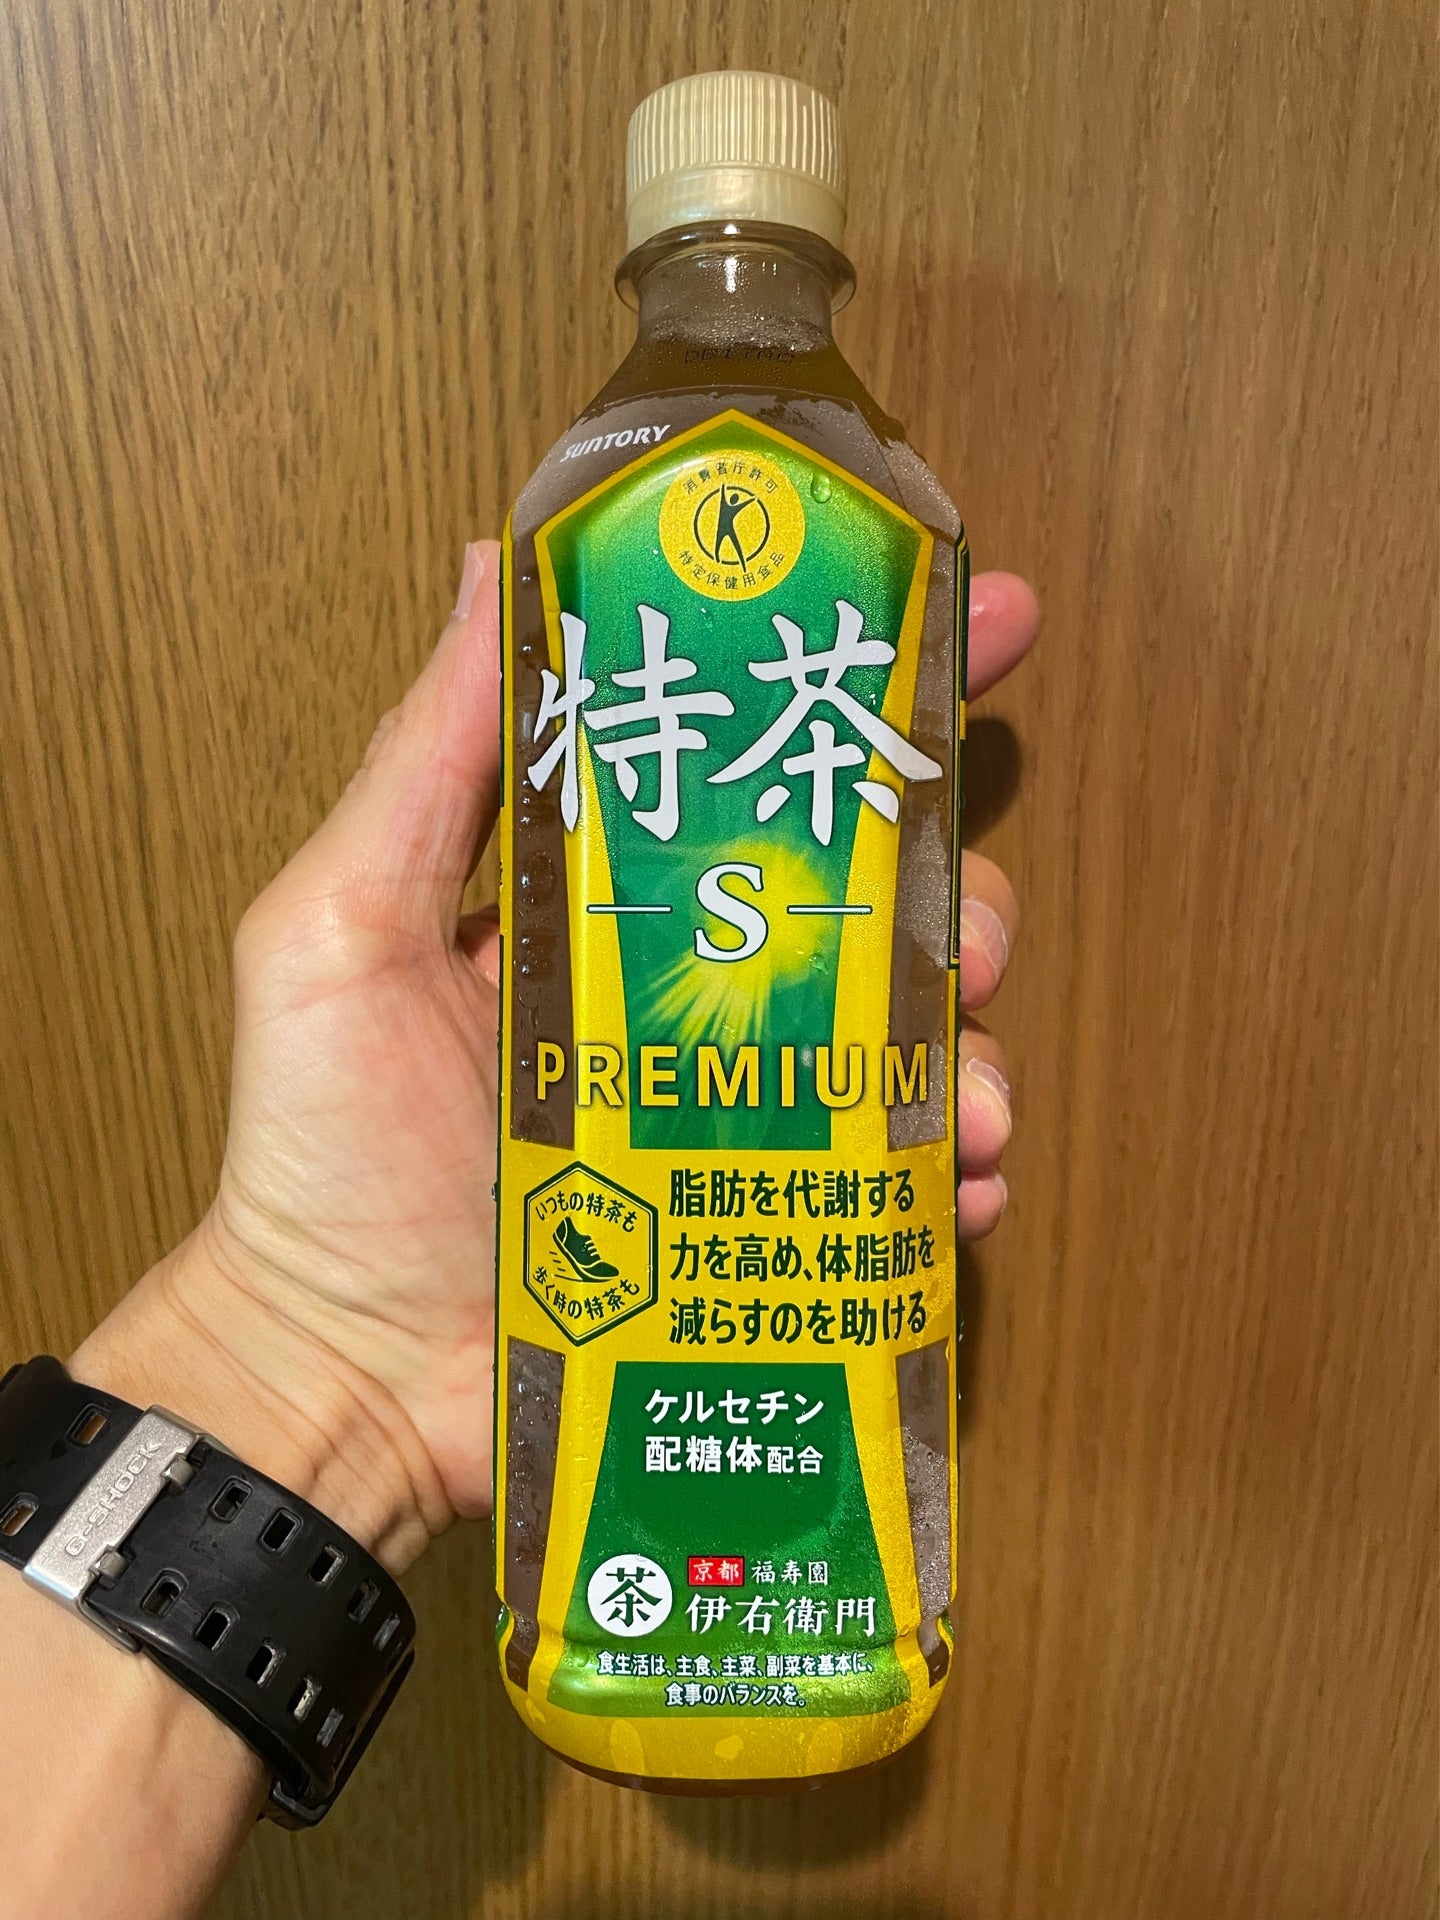 SUNTORY
消費者庁許可
特定保健用食品
特茶
S
PREMIUM
いつもの特茶も
歩く時の特茶も
脂肪を代謝する
力を高め、体脂肪を
減らすのを助ける
ケルセチン
配糖体配合
茶
京都 福寿園
伊右衛門
食生活は、主食、主菜、副菜を基本に、
食事のバランスを。
G-SHOCK